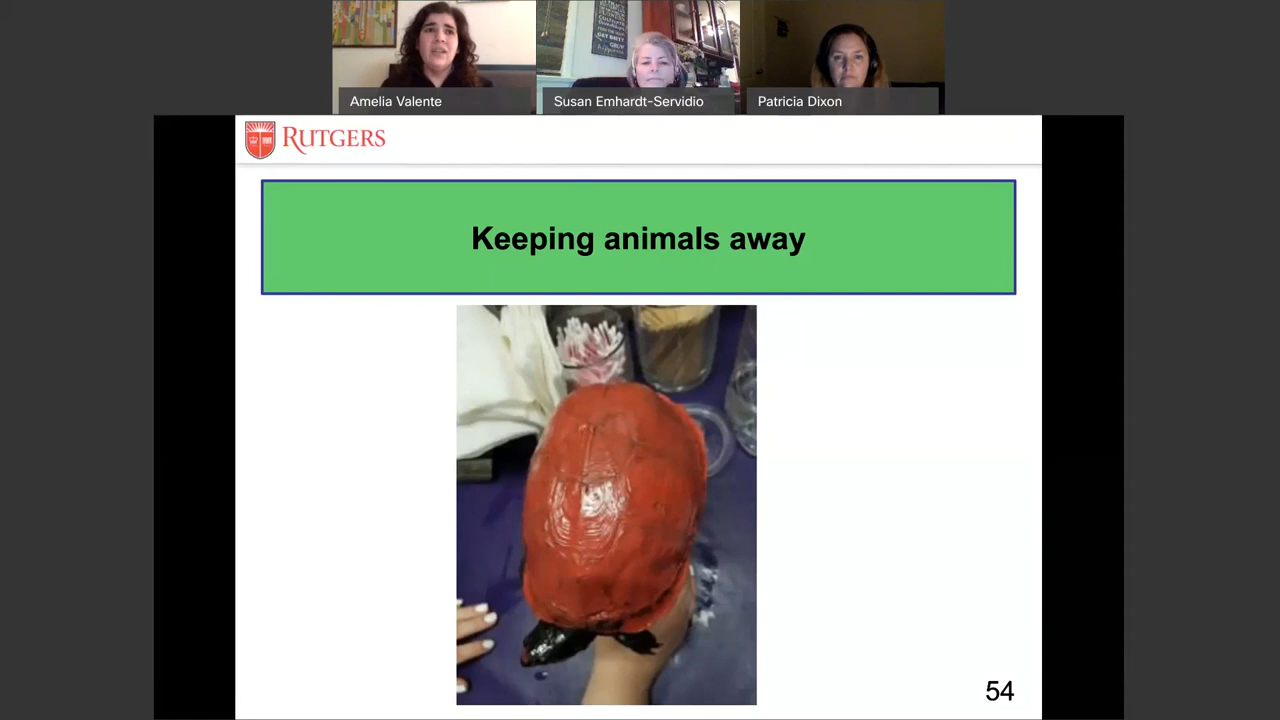 Amelia Valente
Susan Emhardt-Servidio
Patricia Dixon
RUTGERS
Keeping animals away
54